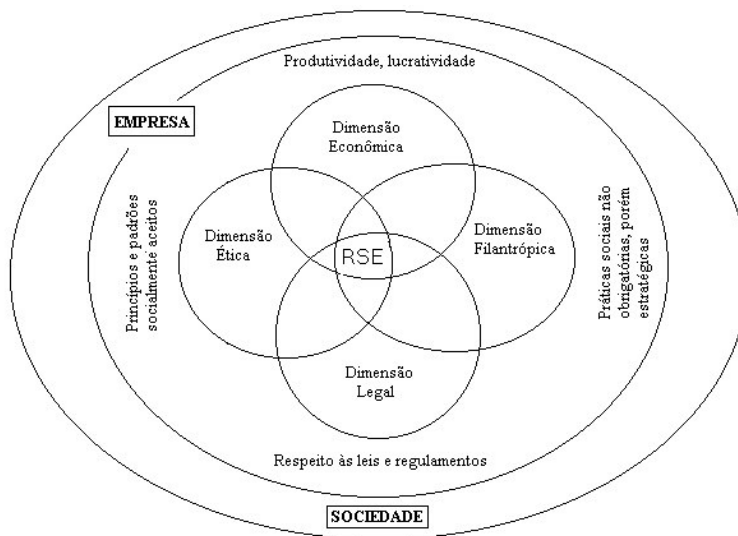 Produtividade, lucratividade
EMPRESA
Dimensão
Econômica
Princípios e padrões
socialmente aceitos
Dimensão
Ética
RSE
Dimensão
Filantrópica
Práticas sociais não
obrigatórias, porém
estratégicas
Dimensão
Legal
Respeito às leis e regulamentos
SOCIEDADE